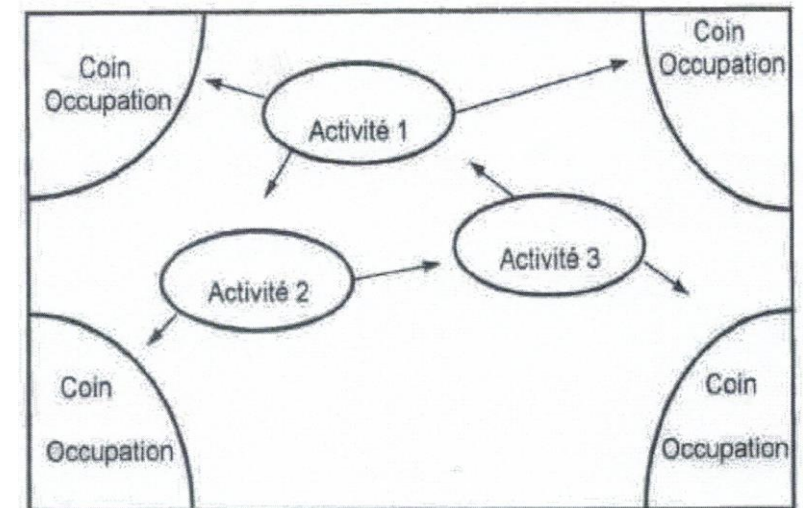 Coin
Occupation
Coin
Occupation
Activité 1
Activité 2
Activité 3
Coin
Occupation
Coin
Occupation